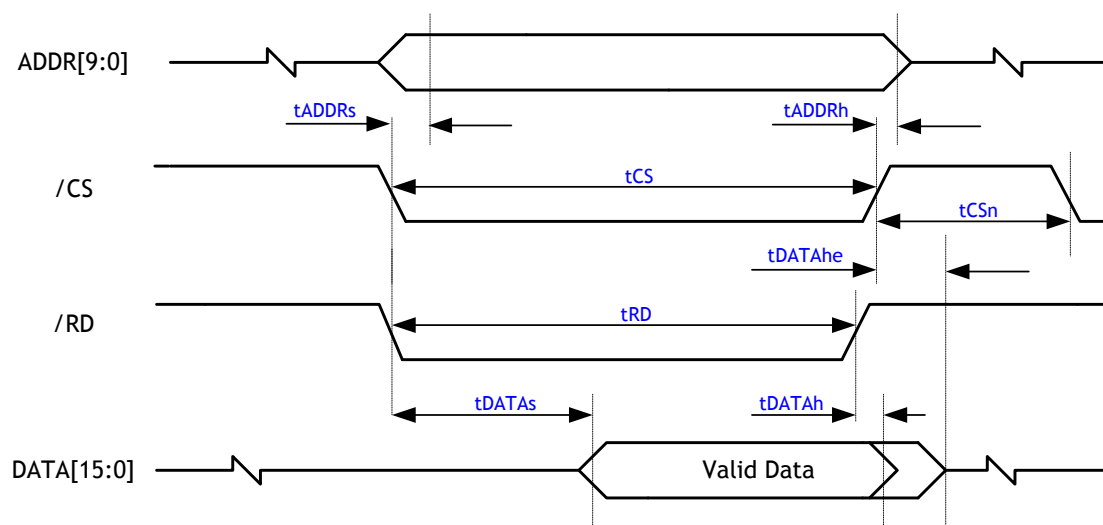 ADDR[9:0]
tADDRs
tADDRh
/CS
tCS
tCSn
tDATAhe
/RD
tRD
tDATAs
tDATAh
DATA[15:0]
Valid Data